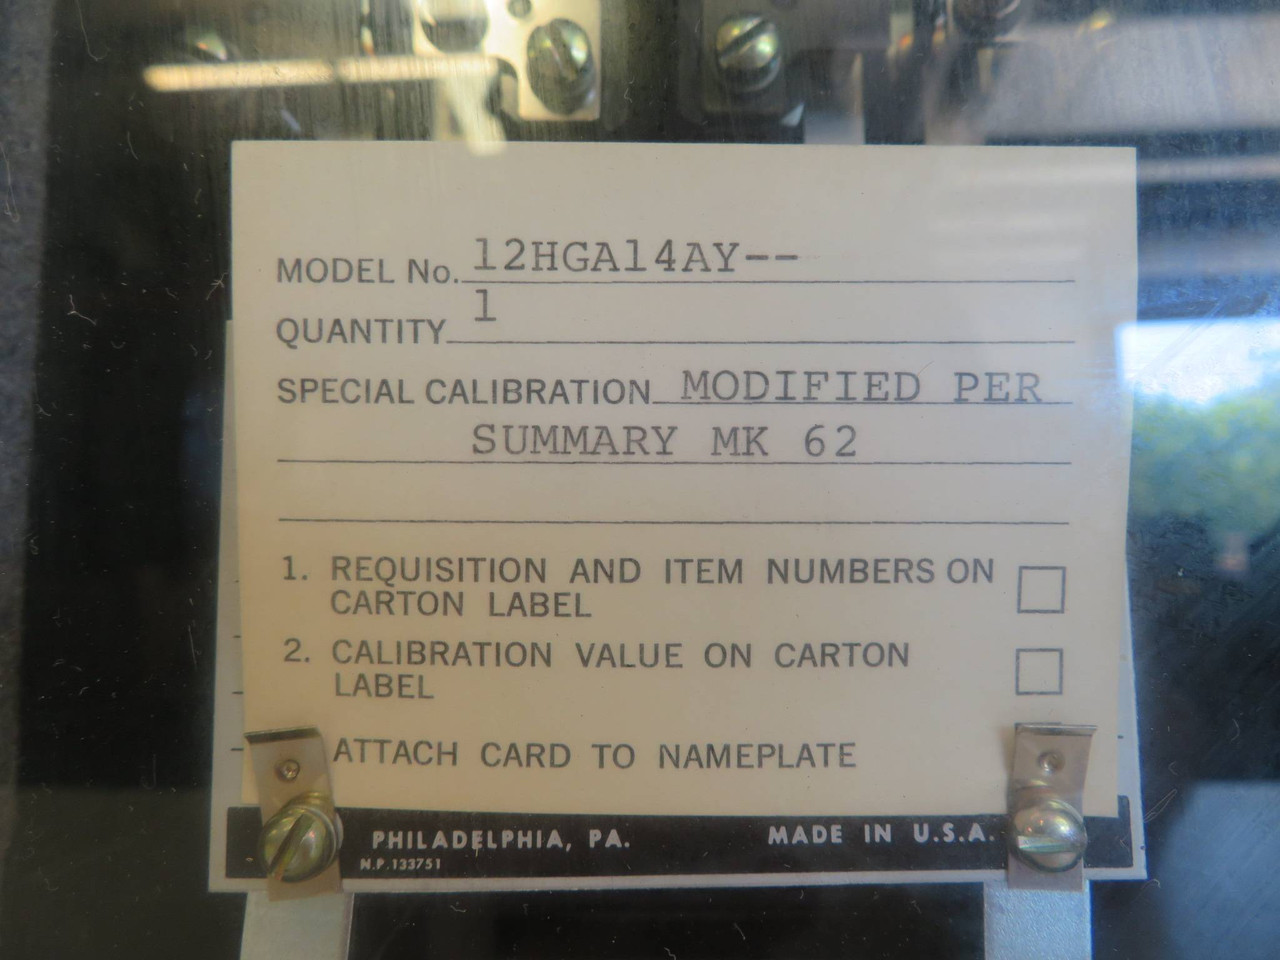 MODEL No. 12HGA14AY--
QUANTITY 1
SPECIAL CALIBRATION MODIFIED PER
SUMMARY MK 62
1. REQUISITION AND ITEM NUMBERS ON
CARTON LABEL
2. CALIBRATION VALUE ON CARTON
LABEL
ATTACH CARD TO NAMEPLATE
PHILADELPHIA, PA. MADE IN U.S.A.
N.P. 133751